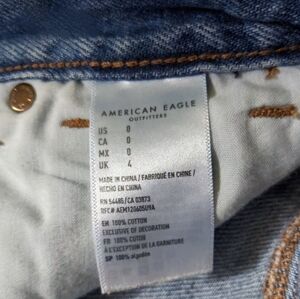 AMERICAN EAGLE
OUTFITTERS
US 0
CA 0
MX 0
UK 4
MADE IN CHINA / FABRIQUÉ EN CHINE /
HECHO EN CHINA
RN 54485/CA 03873
RFC# AEM120605UYA
EN 100% COTTON
EXCLUSIVE OF DECORATION
FR 100% COTON
À L'EXCEPTION DE LA GARNITURE
SP 100% algodón